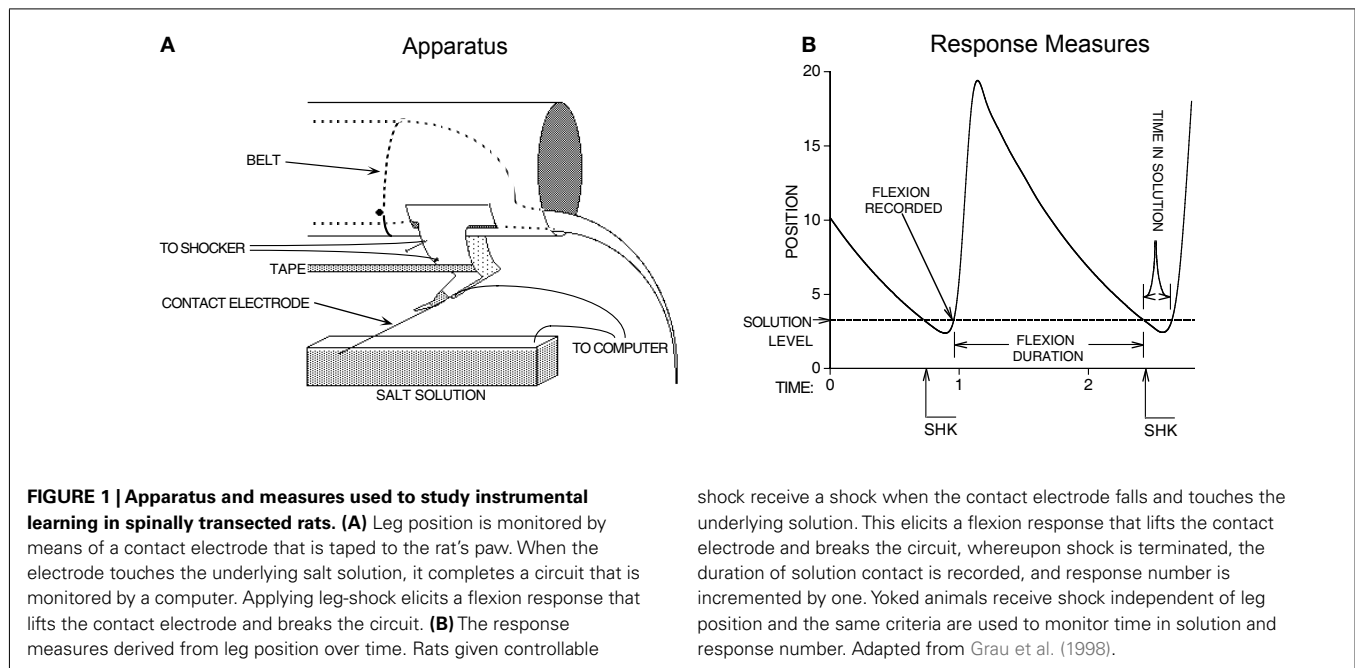 A
Apparatus
BELT
TO SHOCKER
TAPE
CONTACT ELECTRODE
TO COMPUTER
SALT SOLUTION
B
Response Measures
20
15
10
5
0
POSITION
FLEXION
RECORDED
TIME IN SOLUTION
SOLUTION
LEVEL
FLEXION
DURATION
TIME:
0
1
2
SHK
SHK
FIGURE 1 | Apparatus and measures used to study instrumental
learning in spinally transected rats. (A) Leg position is monitored by
means of a contact electrode that is taped to the rat's paw. When the
electrode touches the underlying salt solution, it completes a circuit that is
monitored by a computer. Applying leg-shock elicits a flexion response that
lifts the contact electrode and breaks the circuit. (B) The response
measures derived from leg position over time. Rats given controllable
shock receive a shock when the contact electrode falls and touches the
underlying solution. This elicits a flexion response that lifts the contact
electrode and breaks the circuit, whereupon shock is terminated, the
duration of solution contact is recorded, and response number is
incremented by one. Yoked animals receive shock independent of leg
position and the same criteria are used to monitor time in solution and
response number. Adapted from Grau et al. (1998).